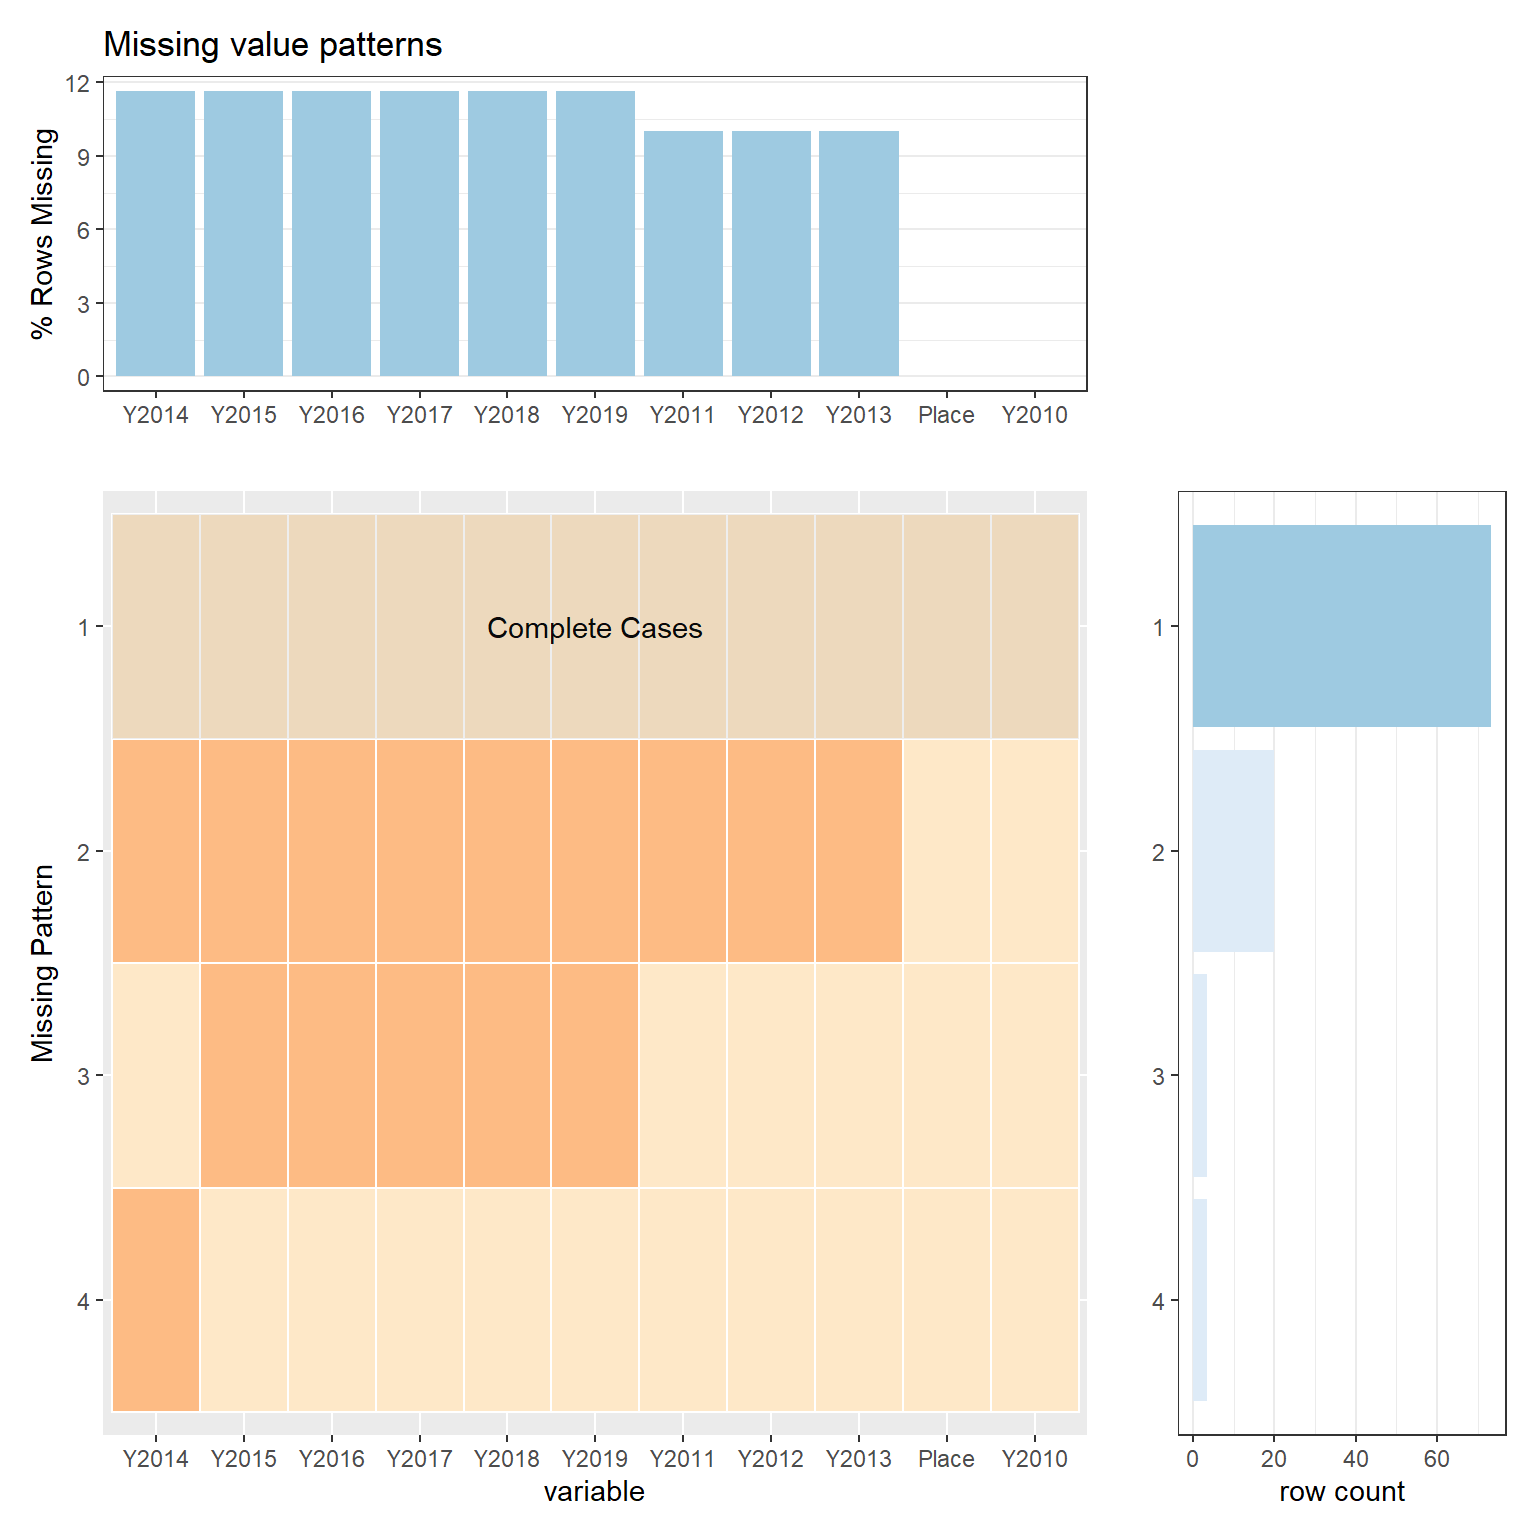 Missing value patterns
% Rows Missing
12
9
6
3
0
Y2014 Y2015 Y2016 Y2017 Y2018 Y2019 Y2011 Y2012 Y2013 Place Y2010
Missing Pattern
1
2
3
4
Complete Cases
Y2014 Y2015 Y2016 Y2017 Y2018 Y2019 Y2011 Y2012 Y2013 Place Y2010
variable
1
2
3
4
0 20 40 60
row count